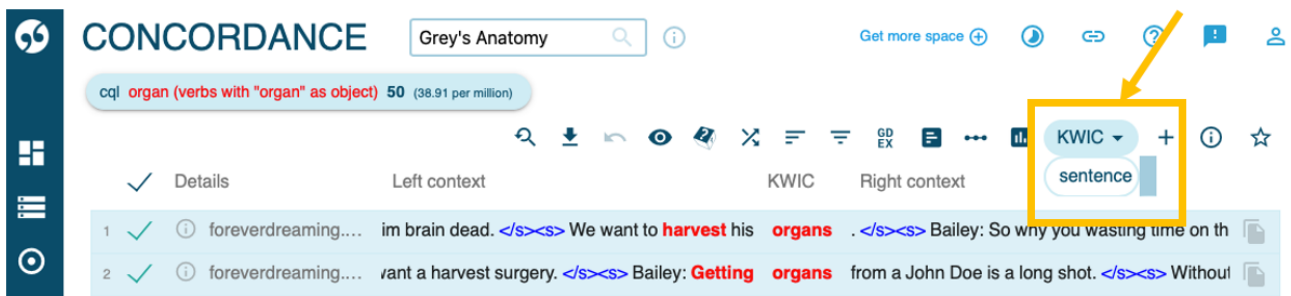 CONCORDANCE Grey's Anatomy Get more space
cql organ (verbs with "organ" as object) 50 (38.91 per million)
GD EX KWIC
sentence
Details Left context KWIC Right context
1 foreverdreaming.... im brain dead. </s><s> We want to harvest his organs . </s><s> Bailey: So why you wasting time on th
2 foreverdreaming.... vant a harvest surgery. </s><s> Bailey: Getting organs from a John Doe is a long shot. </s><s> Without